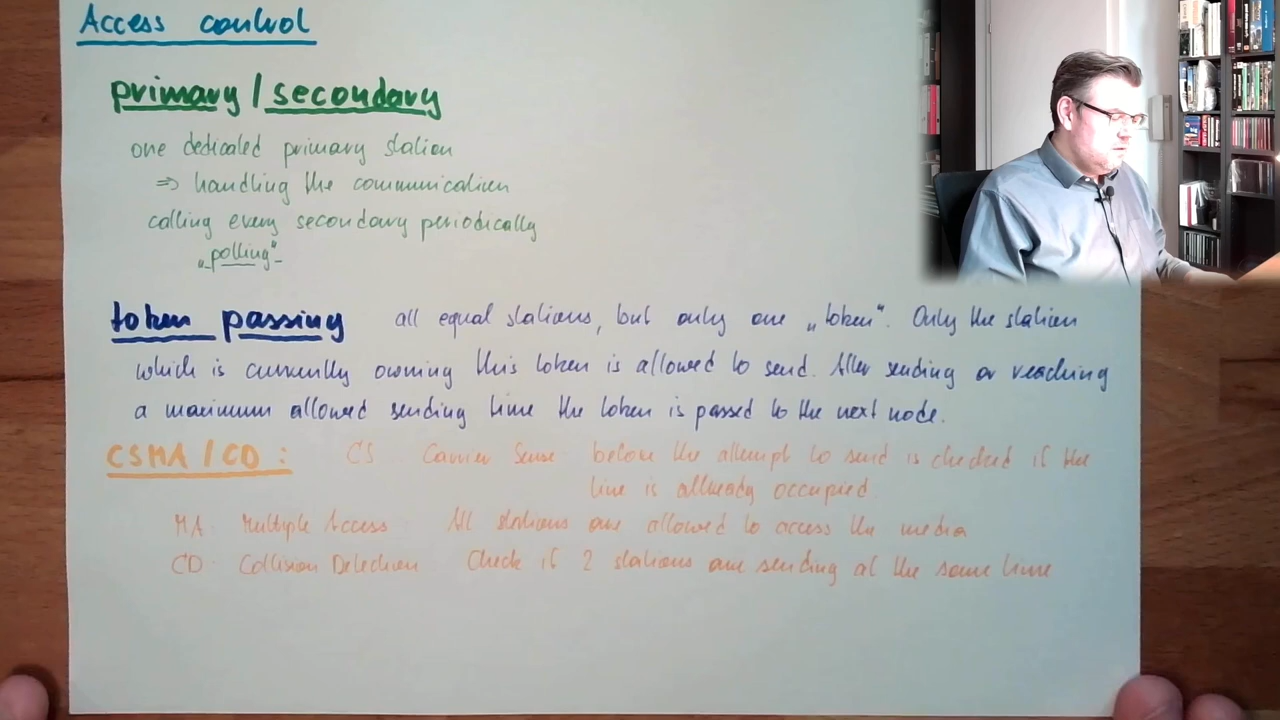 Access control
primary / secondary
one dedicated primary station
⇒ handling the communication
calling every secondary periodically
„polling"
token passing all equal stations, but only one „token". Only the station
which is currently owning this token is allowed to send. After sending or reaching
a maximum allowed sending time the token is passed to the next node.
CSMA / CD: CS Carrier Sense before the attempt to send is checked if the
line is allready occupied
MA: Multiple Access All stations are allowed to access the media
CD: Collision Detection Check if 2 stations are sending at the same time